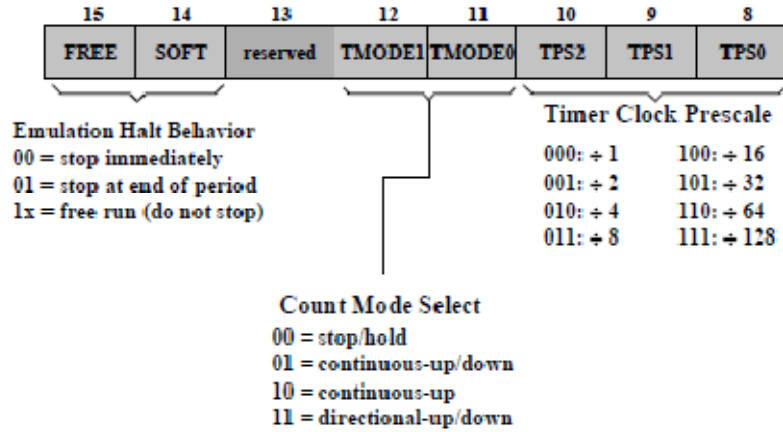 15 14 13 12 11 10 9 8
FREE SOFT reserved TMODE1 TMODE0 TPS2 TPS1 TPS0
Emulation Halt Behavior
00 = stop immediately
01 = stop at end of period
1x = free run (do not stop)
Timer Clock Prescale
000: ÷ 1 100: ÷ 16
001: ÷ 2 101: ÷ 32
010: ÷ 4 110: ÷ 64
011: ÷ 8 111: ÷ 128
Count Mode Select
00 = stop/hold
01 = continuous-up/down
10 = continuous-up
11 = directional-up/down